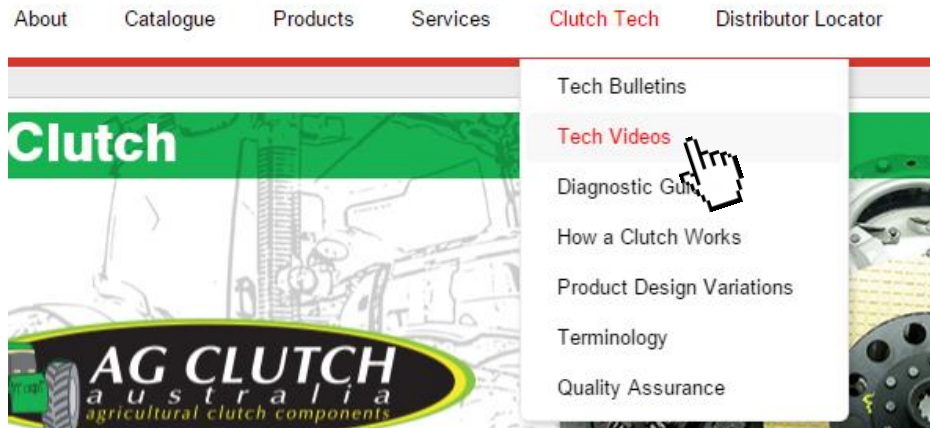 About Catalogue Products Services Clutch Tech Distributor Locator
Tech Bulletins
Clutch
Tech Videos
Diagnostic
How a Clutch Works
Product Design Variations
Terminology
Quality Assurance
AG CLUTCH
australia
agricultural clutch components